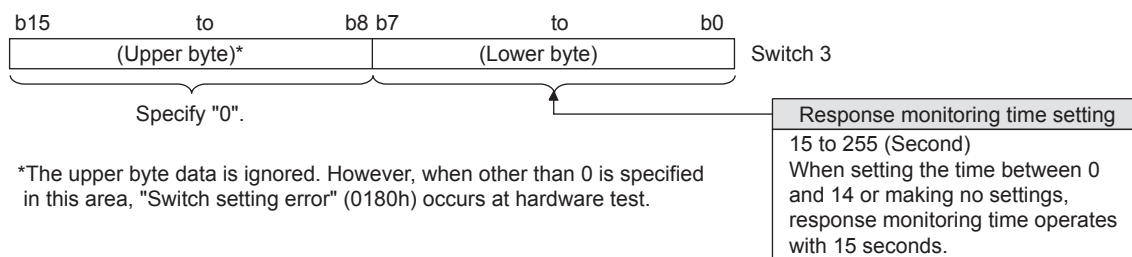 b15 to b8 b7 to b0
(Upper byte)* (Lower byte) Switch 3
Specify "0".
Response monitoring time setting
15 to 255 (Second)
When setting the time between 0
and 14 or making no settings,
response monitoring time operates
with 15 seconds.
*The upper byte data is ignored. However, when other than 0 is specified
in this area, "Switch setting error" (0180h) occurs at hardware test.